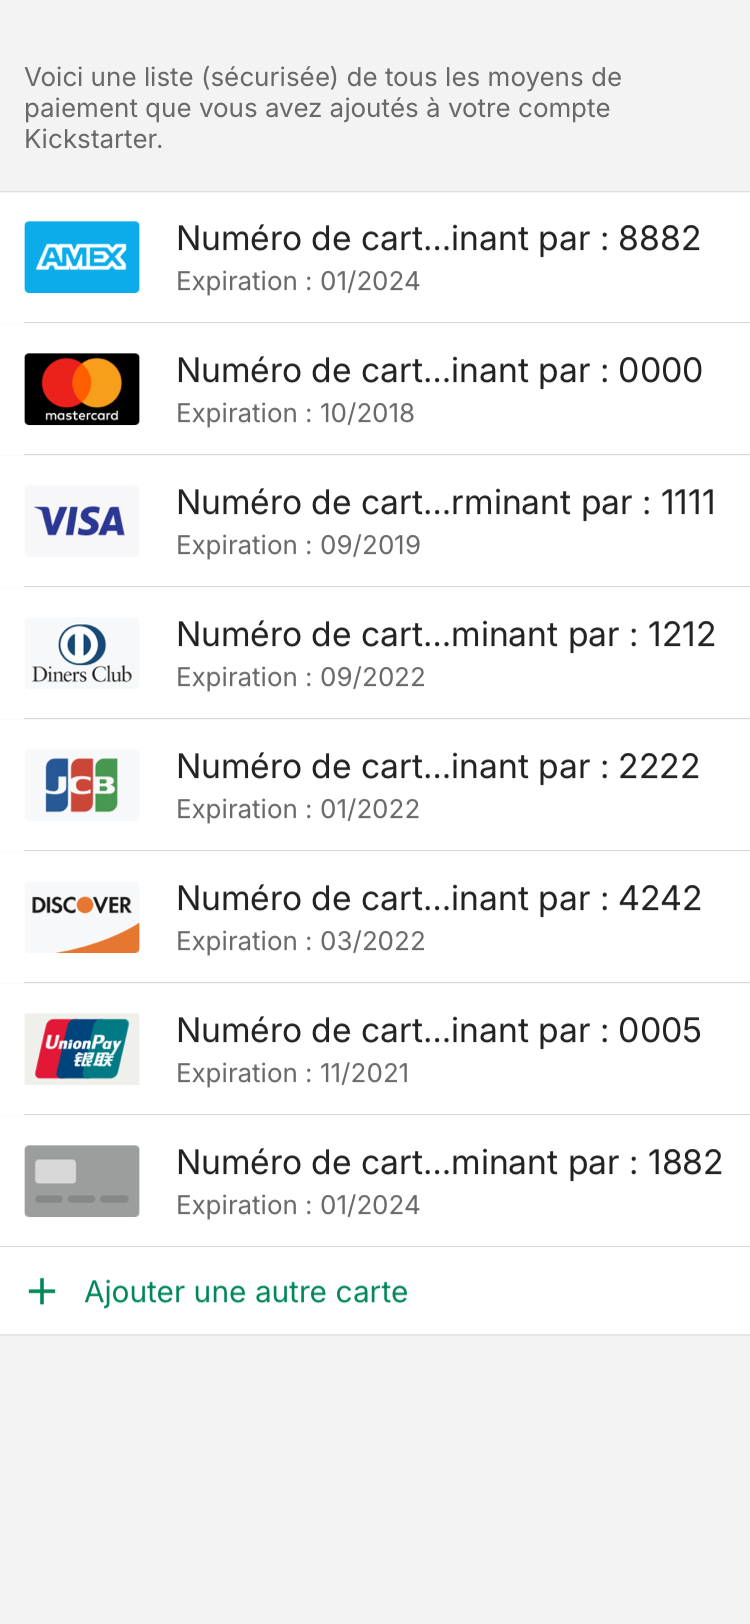 Voici une liste (sécurisée) de tous les moyens de
paiement que vous avez ajoutés à votre compte
Kickstarter.
AMEX
Numéro de cart...inant par : 8882
Expiration : 01/2024
mastercard
Numéro de cart...inant par : 0000
Expiration : 10/2018
VISA
Numéro de cart...rminant par : 1111
Expiration : 09/2019
Diners Club
Numéro de cart...minant par : 1212
Expiration : 09/2022
JCB
Numéro de cart...inant par : 2222
Expiration : 01/2022
DISCOVER
Numéro de cart...inant par : 4242
Expiration : 03/2022
UnionPay
银联
Numéro de cart...inant par : 0005
Expiration : 11/2021
Numéro de cart...minant par : 1882
Expiration : 01/2024
+ Ajouter une autre carte